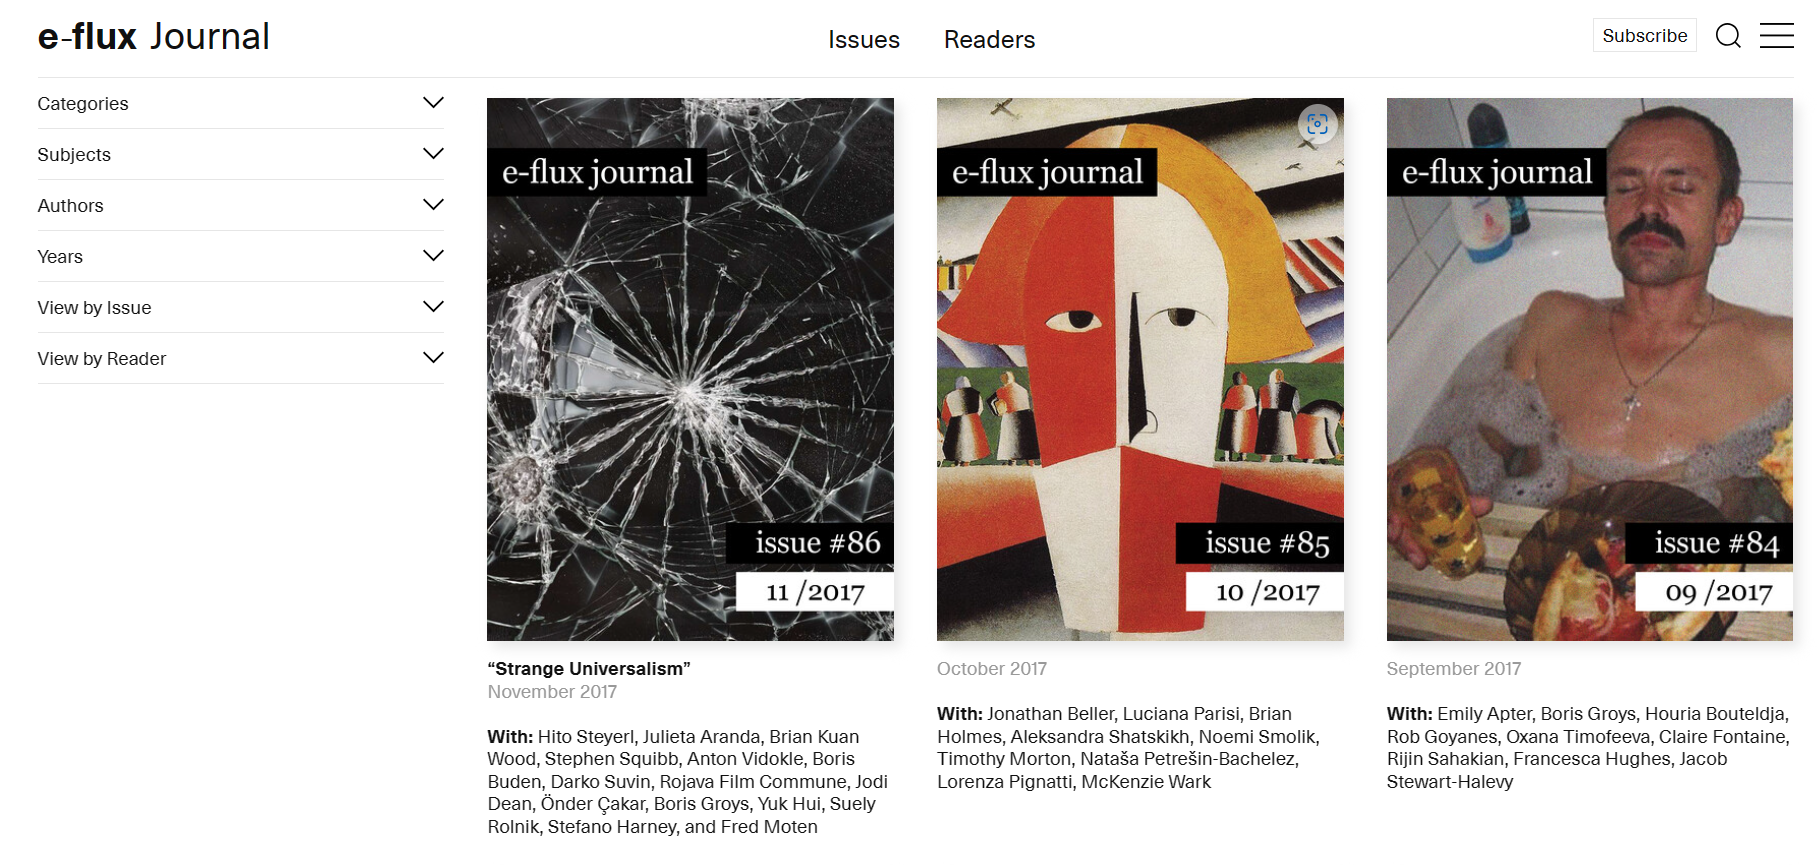 e-flux Journal
Issues
Readers
Subscribe
Categories
Subjects
Authors
Years
View by Issue
View by Reader
e-flux journal
issue #86
11 /2017
“Strange Universalism”
November 2017
With: Hito Steyerl, Julieta Aranda, Brian Kuan
Wood, Stephen Squibb, Anton Vidokle, Boris
Buden, Darko Suvin, Rojava Film Commune, Jodi
Dean, Önder Çakar, Boris Groys, Yuk Hui, Suely
Rolnik, Stefano Harney, and Fred Moten
e-flux journal
issue #85
10 /2017
October 2017
With: Jonathan Beller, Luciana Parisi, Brian
Holmes, Aleksandra Shatskikh, Noemi Smolik,
Timothy Morton, Nataša Petrešin-Bachelez,
Lorenza Pignatti, McKenzie Wark
e-flux journal
issue #84
09 /2017
September 2017
With: Emily Apter, Boris Groys, Houria Bouteldja,
Rob Goyanes, Oxana Timofeeva, Claire Fontaine,
Rijin Sahakian, Francesca Hughes, Jacob
Stewart-Halevy